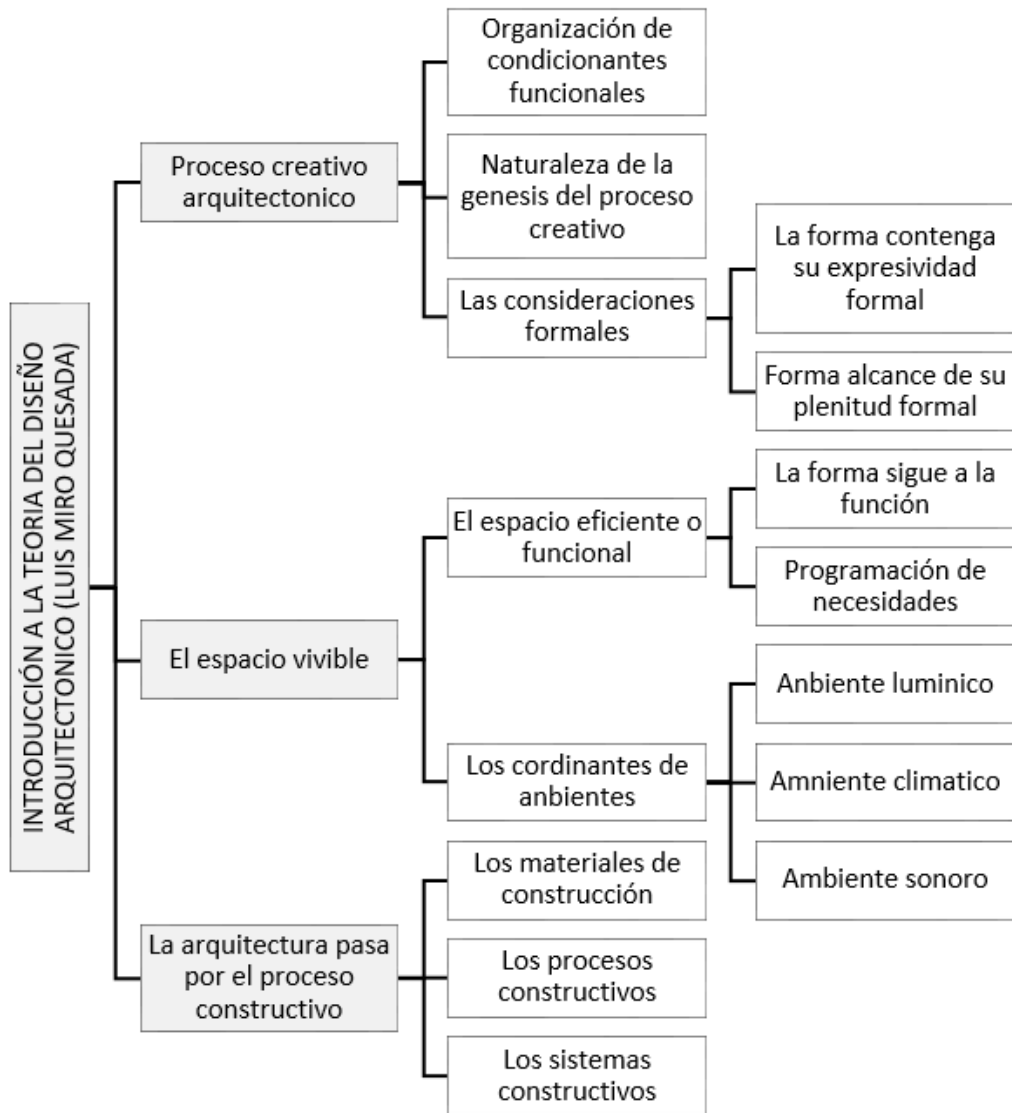 INTRODUCCIÓN A LA TEORIA DEL DISEÑO
ARQUITECTONICO (LUIS MIRO QUESADA)
Proceso creativo
arquitectonico
Organización de
condicionantes
funcionales
Naturaleza de la
genesis del proceso
creativo
Las consideraciones
formales
La forma contenga
su expresividad
formal
Forma alcance de su
plenitud formal
El espacio vivible
El espacio eficiente o
funcional
La forma sigue a la
función
Programación de
necesidades
Los cordinantes de
anbientes
Anbiente luminico
Amniente climatico
Ambiente sonoro
La arquitectura pasa
por el proceso
constructivo
Los materiales de
construcción
Los procesos
constructivos
Los sistemas
constructivos